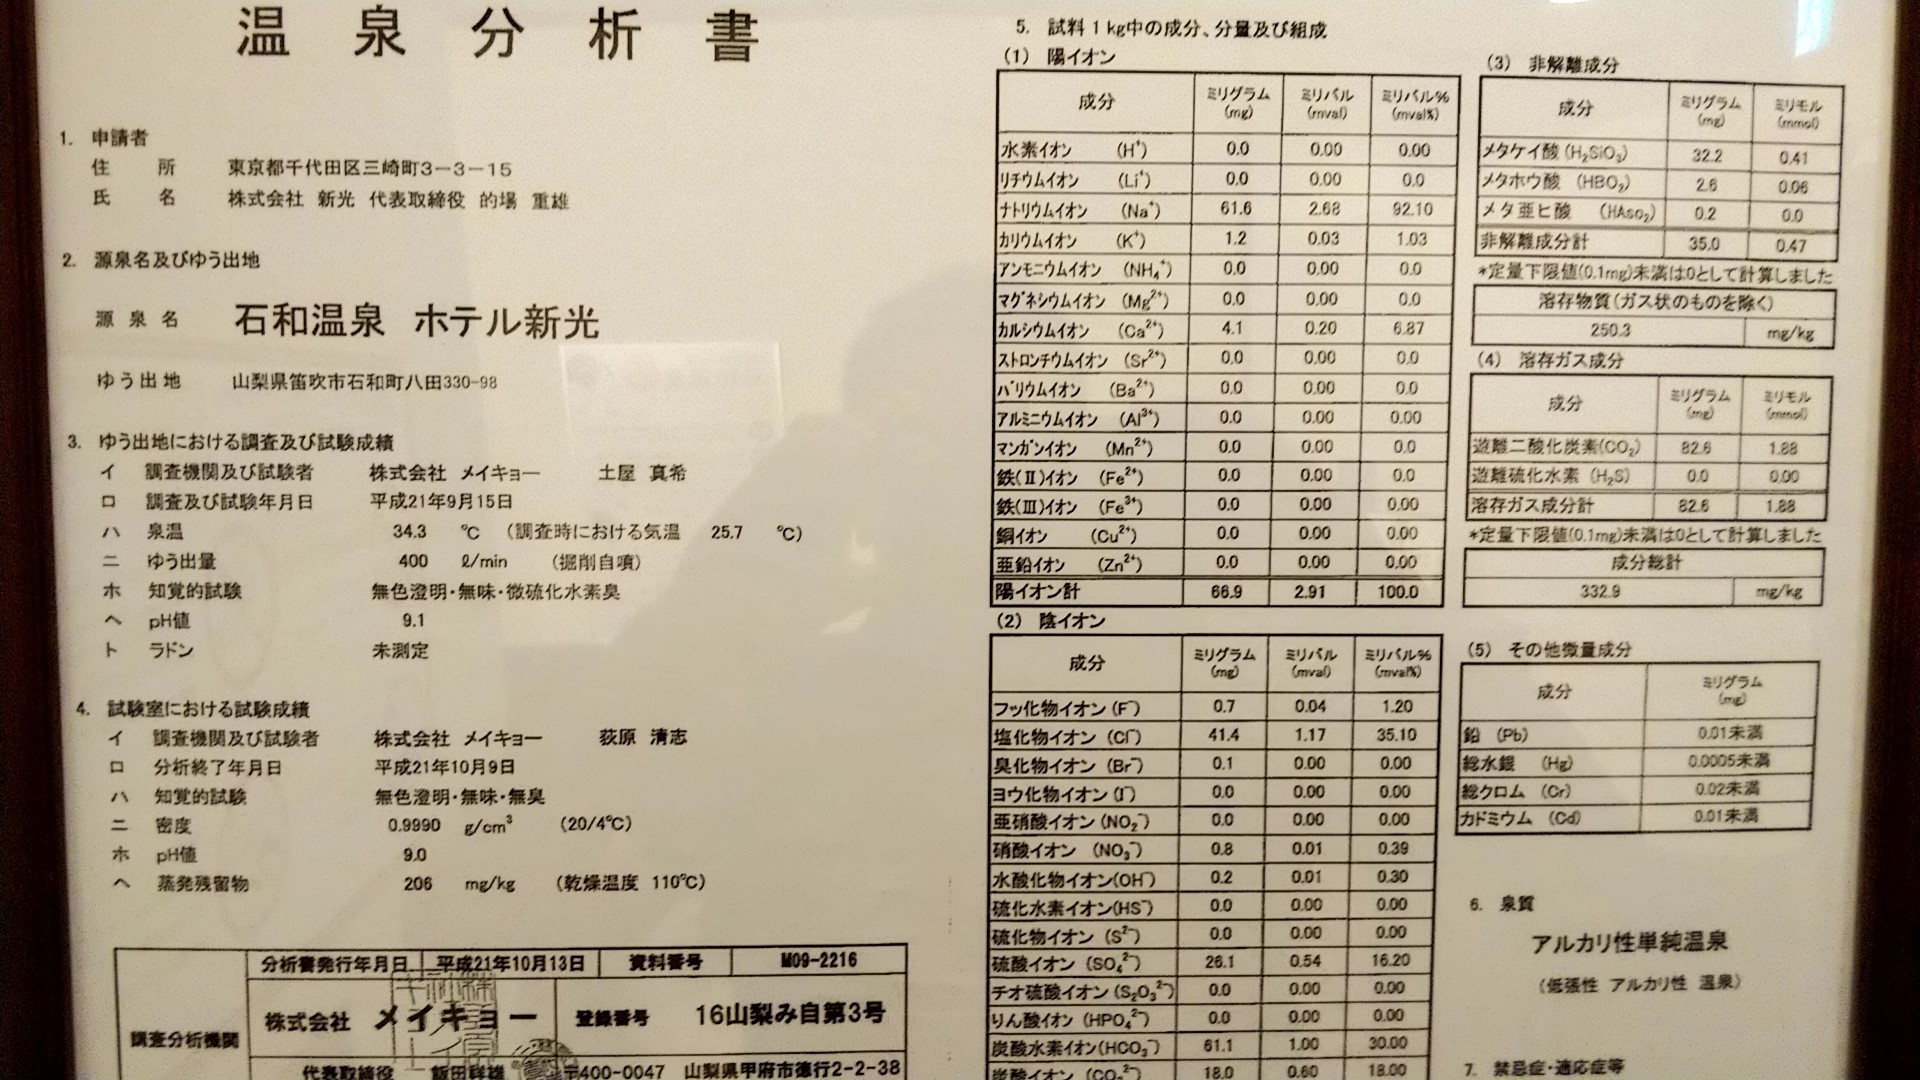 温泉分析書
1. 申請者
住所 東京都千代田区三崎町3-3-15
氏名 株式会社 新光 代表取締役 的場 重雄
2. 源泉名及びゆう出地
源泉名 石和温泉 ホテル新光
ゆう出地 山梨県笛吹市石和町八田330-98
3. ゆう出地における調査及び試験成績
イ 調査機関及び試験者 株式会社 メイキョー 土屋 真希
ロ 調査及び試験年月日 平成21年9月15日
ハ 泉温 34.3 ℃ (調査時における気温 25.7 ℃)
ニ ゆう出量 400 ℓ/min (掘削自噴)
ホ 知覚的試験 無色澄明・無味・微硫化水素臭
ヘ pH値 9.1
ト ラドン 未測定
4. 試験室における試験成績
イ 調査機関及び試験者 株式会社 メイキョー 荻原 清志
ロ 分析終了年月日 平成21年10月9日
ハ 知覚的試験 無色澄明・無味・無臭
ニ 密度 0.9990 g/cm³ (20/4℃)
ホ pH値 9.0
ヘ 蒸発残留物 206 mg/kg (乾燥温度 110℃)
調査分析機関
分析書発行年月日 平成21年10月13日 資料番号 M09-2216
株式会社 メイキョー 登録番号 16山梨み自第3号
代表取締役 〒400-0047 山梨県甲府市徳行2-2-38
5. 試料1kg中の成分、分量及び組成
(1) 陽イオン
成分 ミリグラム(mg) ミリバル(mval) ミリバル%(mval%)
水素イオン (H⁺) 0.0 0.00 0.00
リチウムイオン (Li⁺) 0.0 0.00 0.0
ナトリウムイオン (Na⁺) 61.6 2.68 92.10
カリウムイオン (K⁺) 1.2 0.03 1.03
アンモニウムイオン (NH₄⁺) 0.0 0.00 0.0
マグネシウムイオン (Mg²⁺) 0.0 0.00 0.0
カルシウムイオン (Ca²⁺) 4.1 0.20 6.87
ストロンチウムイオン (Sr²⁺) 0.0 0.00 0.0
バリウムイオン (Ba²⁺) 0.0 0.00 0.0
アルミニウムイオン (Al³⁺) 0.0 0.00 0.00
マンガンイオン (Mn²⁺) 0.0 0.00 0.0
鉄(Ⅱ)イオン (Fe²⁺) 0.0 0.00 0.0
鉄(Ⅲ)イオン (Fe³⁺) 0.0 0.00 0.00
銅イオン (Cu²⁺) 0.0 0.00 0.00
亜鉛イオン (Zn²⁺) 0.0 0.00 0.00
陽イオン計 66.9 2.91 100.0
(2) 陰イオン
成分 ミリグラム(mg) ミリバル(mval) ミリバル%(mval%)
フッ化物イオン (F⁻) 0.7 0.04 1.20
塩化物イオン (Cl⁻) 41.4 1.17 35.10
臭化物イオン (Br⁻) 0.1 0.00 0.00
ヨウ化物イオン (I⁻) 0.0 0.00 0.00
亜硝酸イオン (NO₂⁻) 0.0 0.00 0.00
硝酸イオン (NO₃⁻) 0.8 0.01 0.39
水酸化物イオン(OH⁻) 0.2 0.01 0.30
硫化水素イオン(HS⁻) 0.0 0.00 0.00
硫化物イオン (S²⁻) 0.0 0.00 0.00
硫酸イオン (SO₄²⁻) 26.1 0.54 16.20
チオ硫酸イオン (S₂O₃²⁻) 0.0 0.00 0.00
りん酸イオン (HPO₄²⁻) 0.0 0.00 0.00
炭酸水素イオン(HCO₃⁻) 61.1 1.00 30.00
炭酸イオン (CO₃²⁻) 18.0 0.60 18.00
(3) 非解離成分
成分 ミリグラム(mg) ミリモル(mmol)
メタケイ酸 (H₂SiO₃) 32.2 0.41
メタホウ酸 (HBO₂) 2.6 0.06
メタ亜ヒ酸 (HAso₂) 0.2 0.0
非解離成分計 35.0 0.47
*定量下限値(0.1mg)未満は0として計算しました
溶存物質(ガス状のものを除く)
250.3 mg/kg
(4) 溶存ガス成分
成分 ミリグラム(mg) ミリモル(mmol)
遊離二酸化炭素(CO₂) 82.6 1.88
遊離硫化水素 (H₂S) 0.0 0.00
溶存ガス成分計 82.6 1.88
*定量下限値(0.1mg)未満は0として計算しました
成分総計
332.9 mg/kg
(5) その他微量成分
成分 ミリグラム(mg)
鉛 (Pb) 0.01未満
総水銀 (Hg) 0.0005未満
総クロム (Cr) 0.02未満
カドミウム (Cd) 0.01未満
6. 泉質
アルカリ性単純温泉
(低張性 アルカリ性 温泉)
7. 禁忌症・適応症等